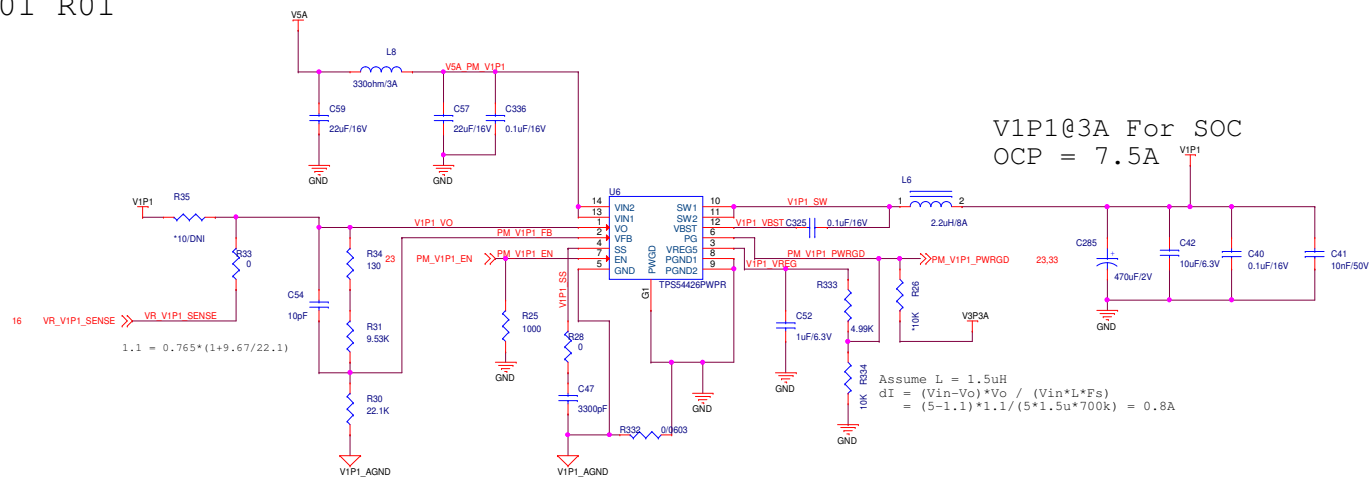 01 R01
V5A
L8
330ohm/3A
V5A_PM_V1P1
C59
22uF/16V
C57
22uF/16V
C336
0.1uF/16V
GND
GND
V1P1@3A For SOC
OCP = 7.5A
V1P1
V1P1
R35
*10/DNI
R33
0
V1P1_VO
PM_V1P1_FB
R34
130
23
PM_V1P1_EN
PM_V1P1_EN
C54
10pF
R31
9.53K
R30
22.1K
V1P1_AGND
16
VR_V1P1_SENSE
VR_V1P1_SENSE
1.1 = 0.765*(1+9.67/22.1)
R25
1000
GND
V1P1_SS
R28
0
C47
3300pF
V1P1_AGND
R332
0/0603
U6
14
VIN2
SW1
10
13
VIN1
SW2
11
1
VO
VBST
12
2
VFB
PG
6
4
SS
VREG5
3
7
EN
PGND1
8
5
GND
PGND2
9
PWGD
G1
TPS54426PWPR
GND
V1P1_SW
V1P1_VBST
C325
0.1uF/16V
L6
1
2
2.2uH/8A
PM_V1P1_PWRGD
PM_V1P1_PWRGD
23,33
V1P1_VREG
C52
1uF/6.3V
GND
R333
4.99K
R334
10K
GND
R26
*10K
V3P3A
C285
+
470uF/2V
C42
10uF/6.3V
C40
0.1uF/16V
C41
10nF/50V
GND
Assume L = 1.5uH
dI = (Vin-Vo)*Vo / (Vin*L*Fs)
= (5-1.1)*1.1/(5*1.5u*700k) = 0.8A